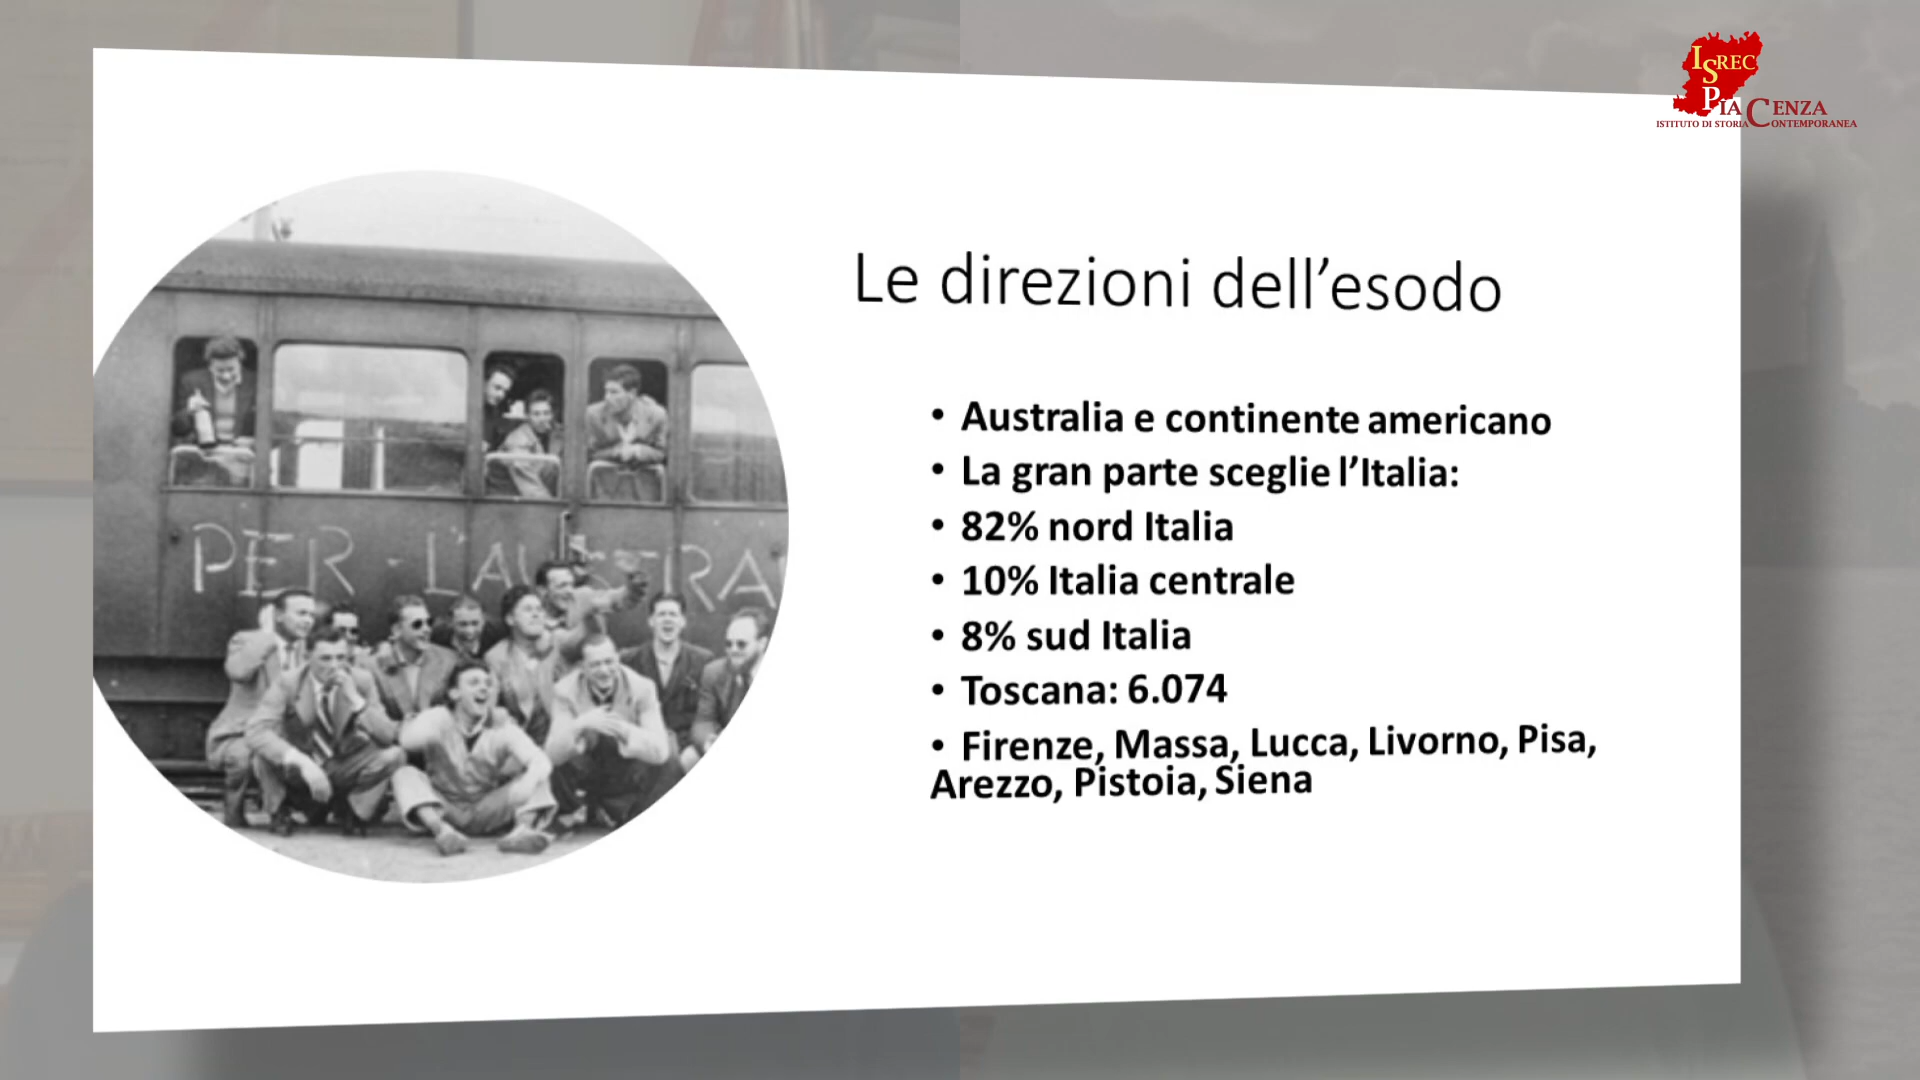 ISREC
PIACENZA
ISTITUTO DI STORIA CONTEMPORANEA
Le direzioni dell’esodo
• Australia e continente americano
• La gran parte sceglie l’Italia:
• 82% nord Italia
• 10% Italia centrale
• 8% sud Italia
• Toscana: 6.074
• Firenze, Massa, Lucca, Livorno, Pisa,
Arezzo, Pistoia, Siena
PER - L'AUSTRA